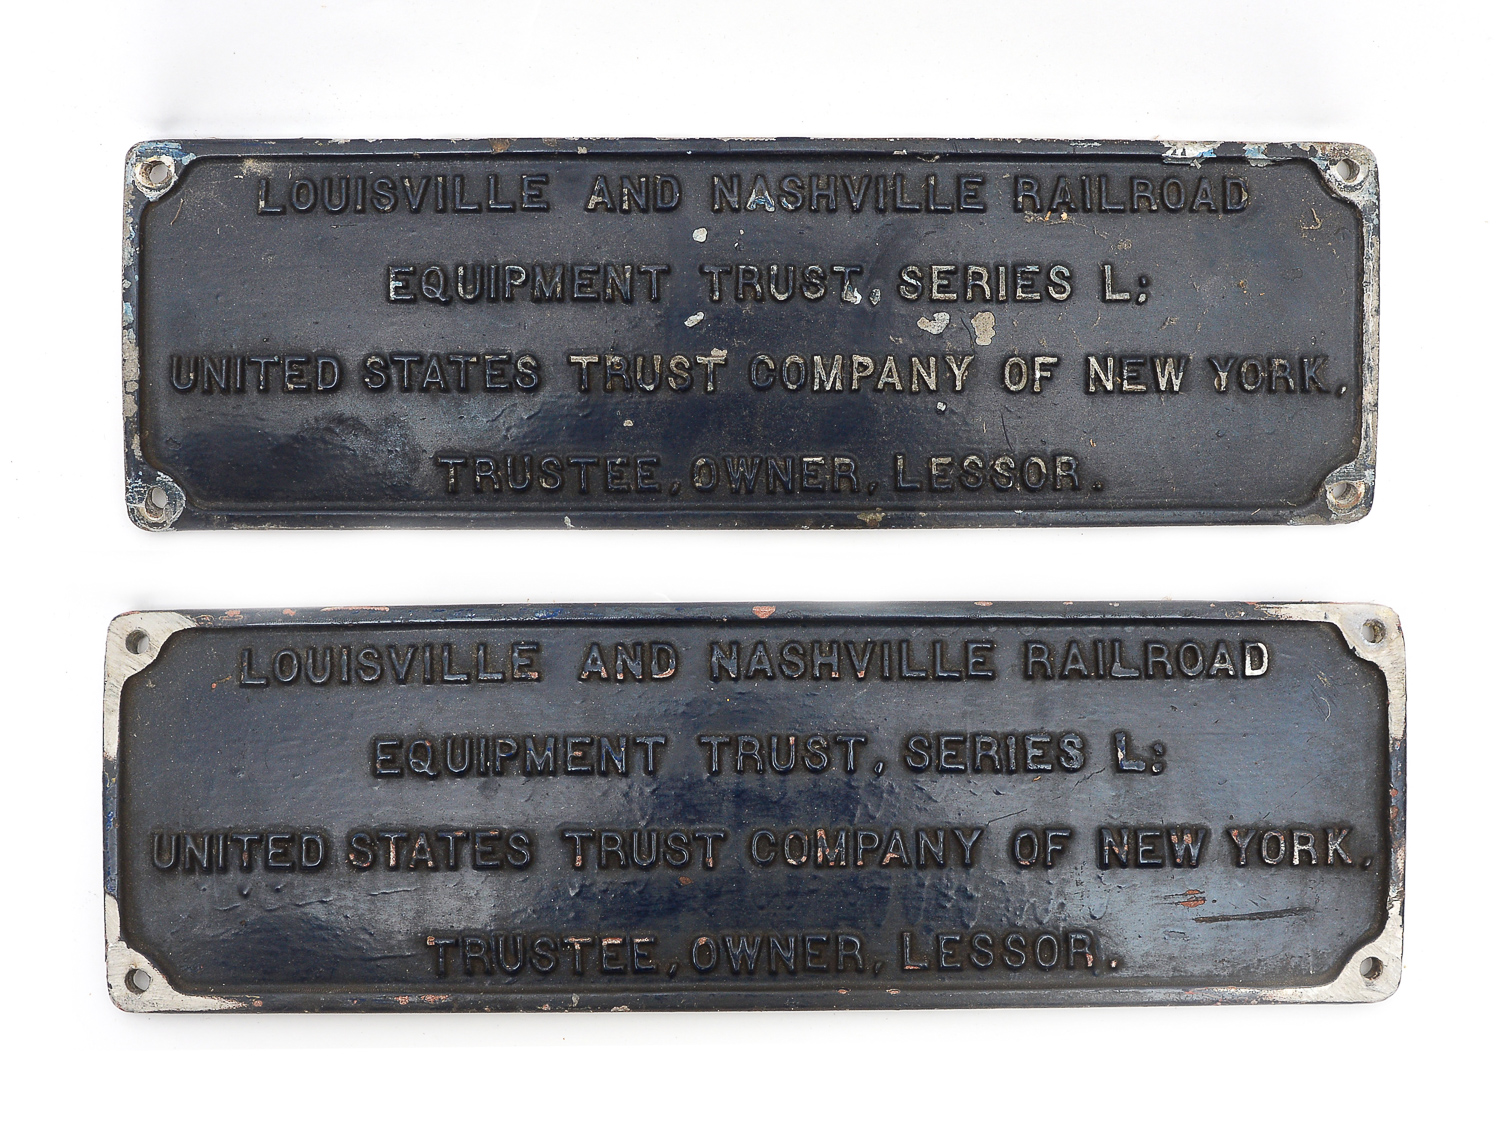 LOUISVILLE AND NASHVILLE RAILROAD
EQUIPMENT TRUST, SERIES L;
UNITED STATES TRUST COMPANY OF NEW YORK,
TRUSTEE, OWNER, LESSOR.
LOUISVILLE AND NASHVILLE RAILROAD
EQUIPMENT TRUST, SERIES L;
UNITED STATES TRUST COMPANY OF NEW YORK,
TRUSTEE, OWNER, LESSOR.